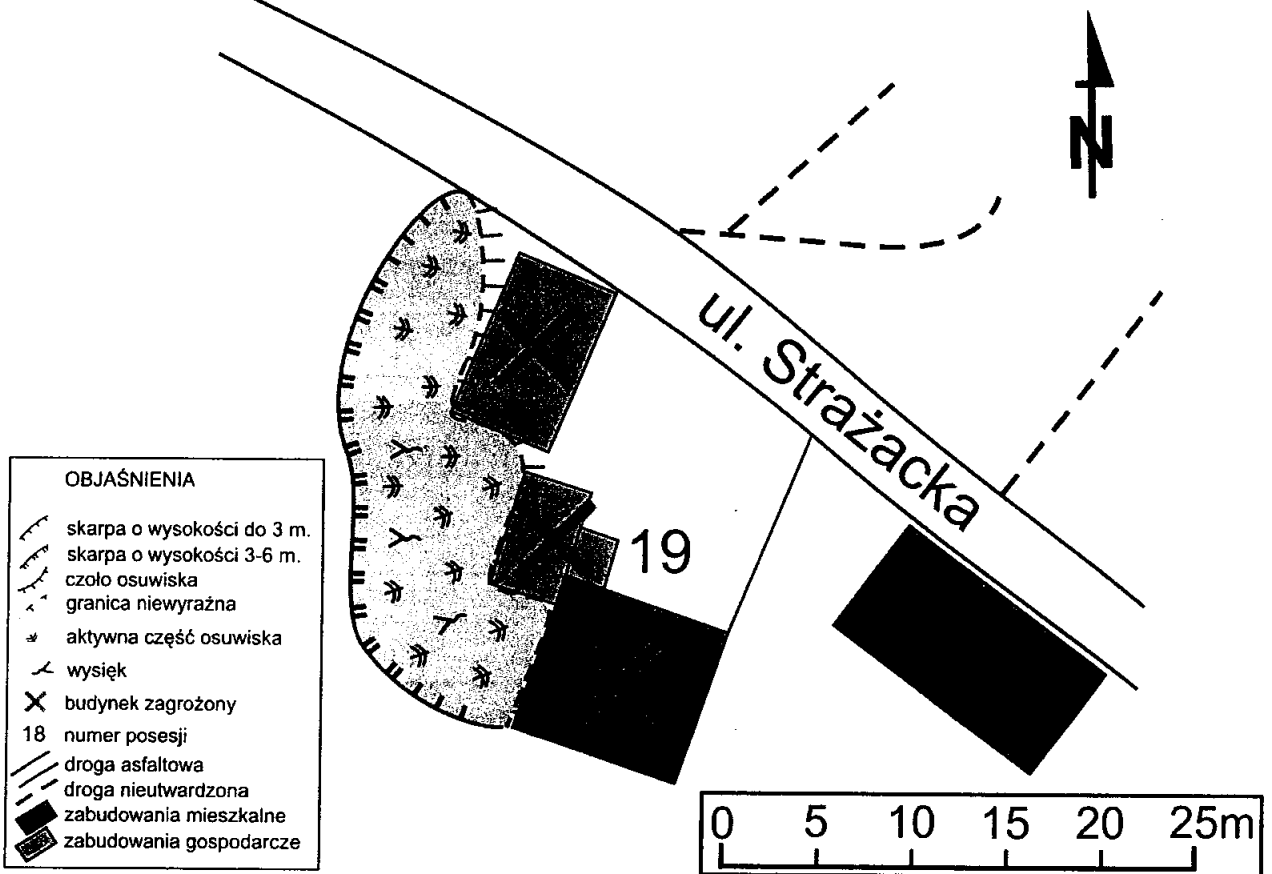 N
ul. Strażacka
19
OBJAŚNIENIA
skarpa o wysokości do 3 m.
skarpa o wysokości 3-6 m.
czoło osuwiska
granica niewyraźna
aktywna część osuwiska
wysięk
budynek zagrożony
18 numer posesji
droga asfaltowa
droga nieutwardzona
zabudowania mieszkalne
zabudowania gospodarcze
0 5 10 15 20 25m